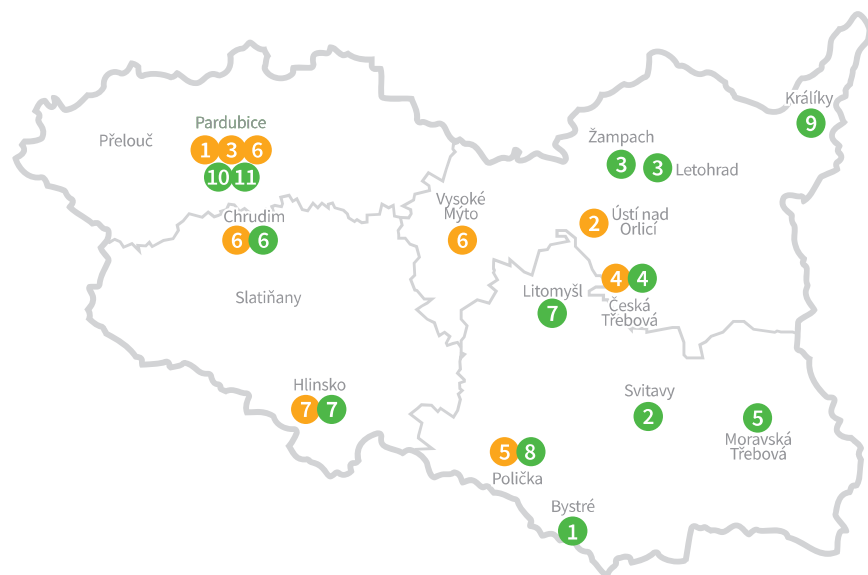 Králíky
9
Pardubice
Přelouč
1 3 6
10 11
Žampach
3
3 Letohrad
Vysoké
Mýto
6
Chrudim
6 6
2 Ústí nad
Orlicí
Slatiňany
Litomyšl
7
4 4
Česká
Třebová
Hlinsko
7 7
Svitavy
2
5
Moravská
Třebová
5 8
Polička
Bystré
1